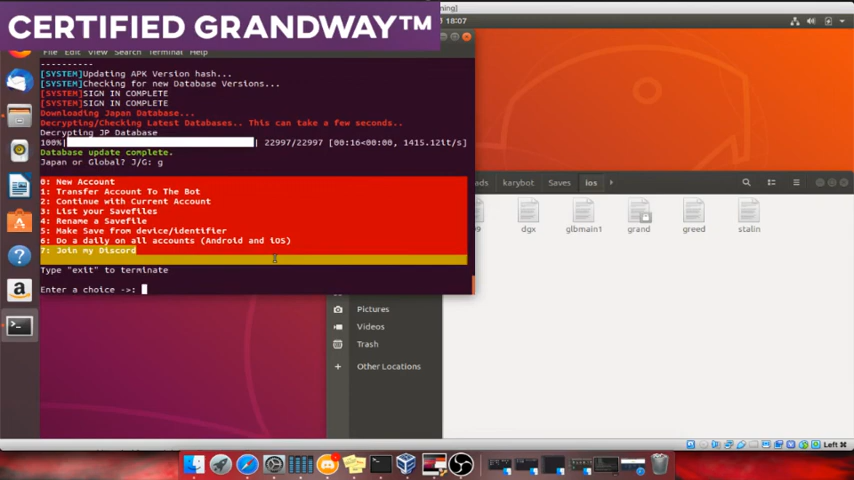 CERTIFIED GRANDWAY™
18:07
File Edit View Search Terminal Help
----------
[SYSTEM]Updating APK Version hash...
[SYSTEM]Checking for new Database Versions...
[SYSTEM]SIGN IN COMPLETE
[SYSTEM]SIGN IN COMPLETE
Downloading Japan Database...
Decrypting/Checking Latest Databases.. This can take a few seconds..
Decrypting JP Database
100%| | 22997/22997 [00:16<00:00, 1415.12it/s]
Database update complete.
Japan or Global? J/G: g
0: New Account
1: Transfer Account To The Bot
2: Continue with Current Account
3: List your Savefiles
4: Rename a Savefile
5: Make Save from device/identifier
6: Do a daily on all accounts (Android and iOS)
7: Join my Discord
Type "exit" to terminate
Enter a choice ->:
ads karybot Saves ios
dgx glbmain1 grand greed stalin
Pictures
Videos
Trash
+ Other Locations
Left ⌘